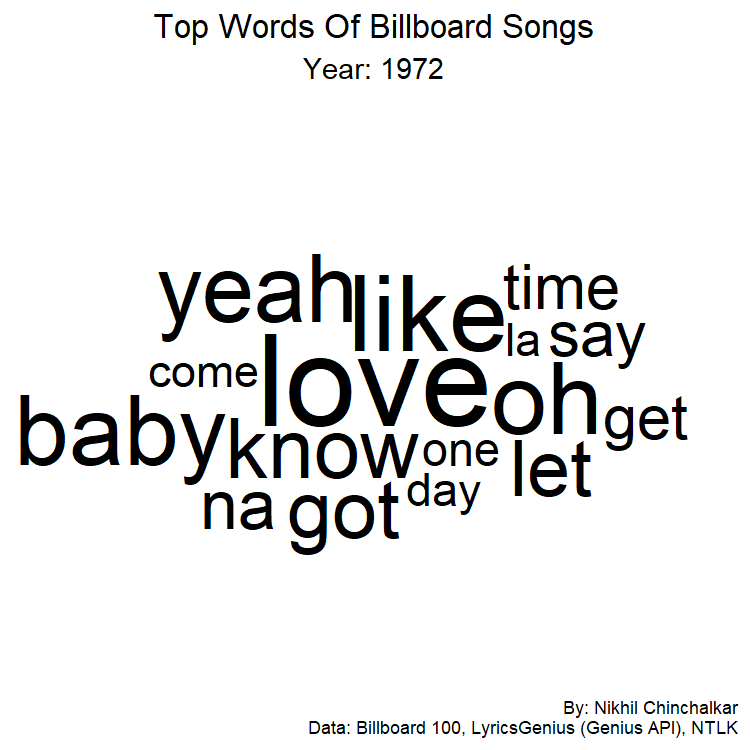 Top Words Of Billboard Songs
Year: 1972
yeah like time
la say
come love
oh get
baby know one let
na got day
By: Nikhil Chinchalkar
Data: Billboard 100, LyricsGenius (Genius API), NTLK